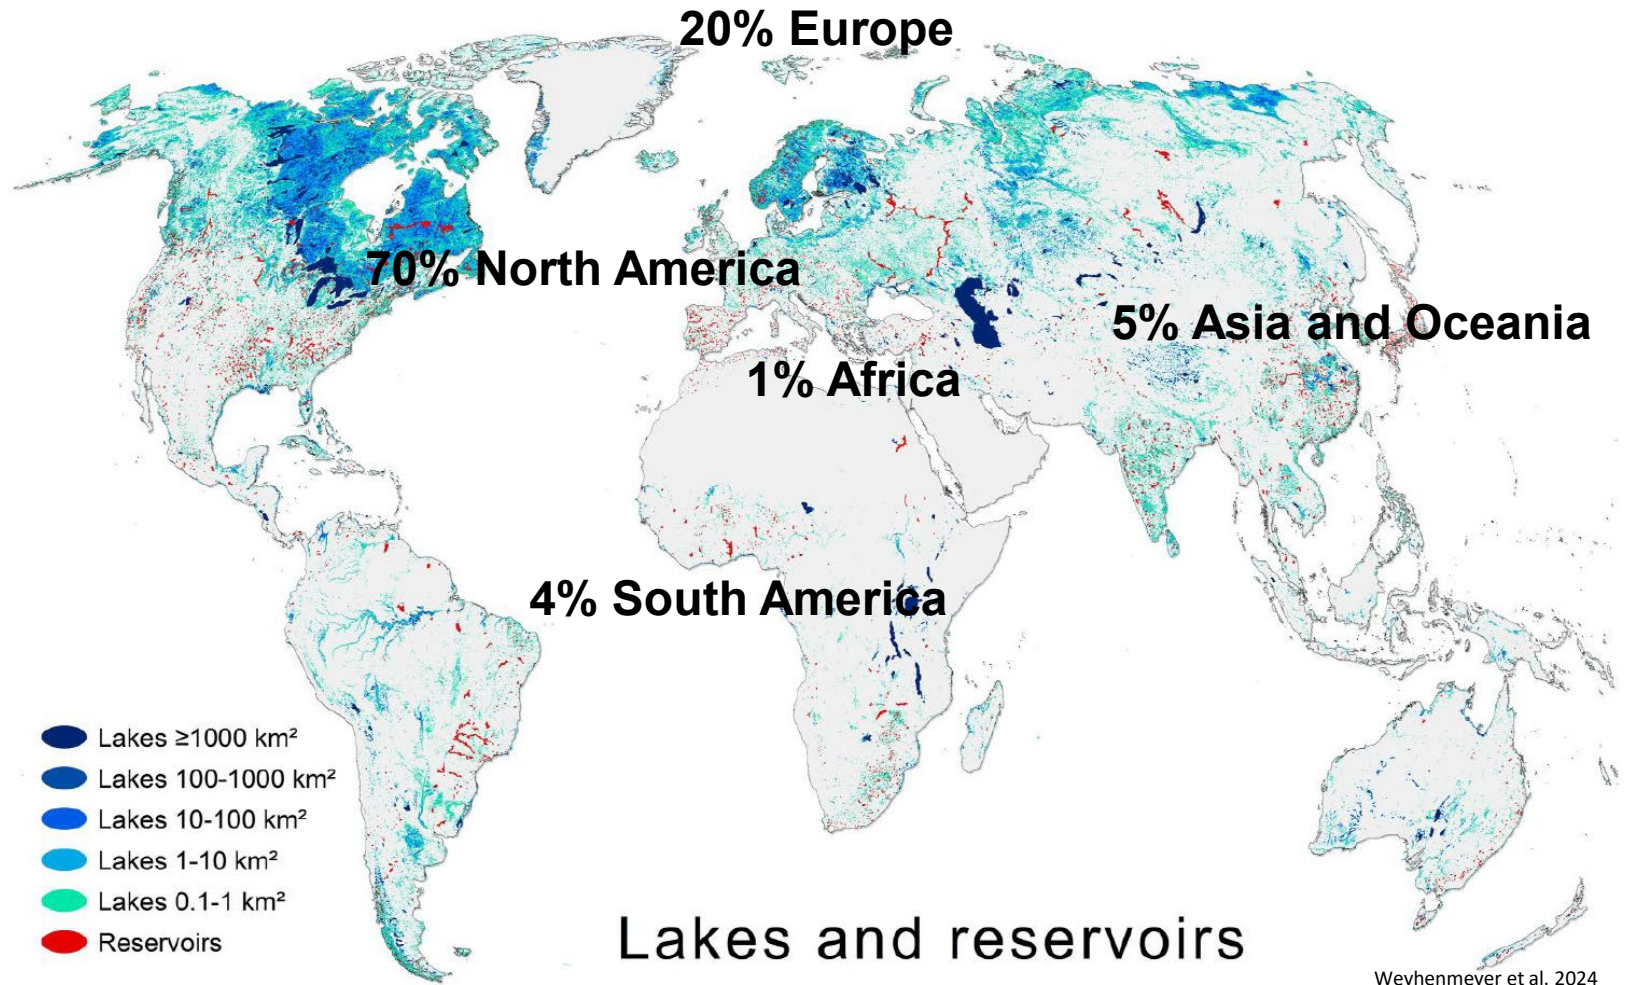 20% Europe
70% North America
5% Asia and Oceania
1% Africa
4% South America
Lakes ≥1000 km²
Lakes 100-1000 km²
Lakes 10-100 km²
Lakes 1-10 km²
Lakes 0.1-1 km²
Reservoirs
Lakes and reservoirs
Weyhenmeyer et al. 2024